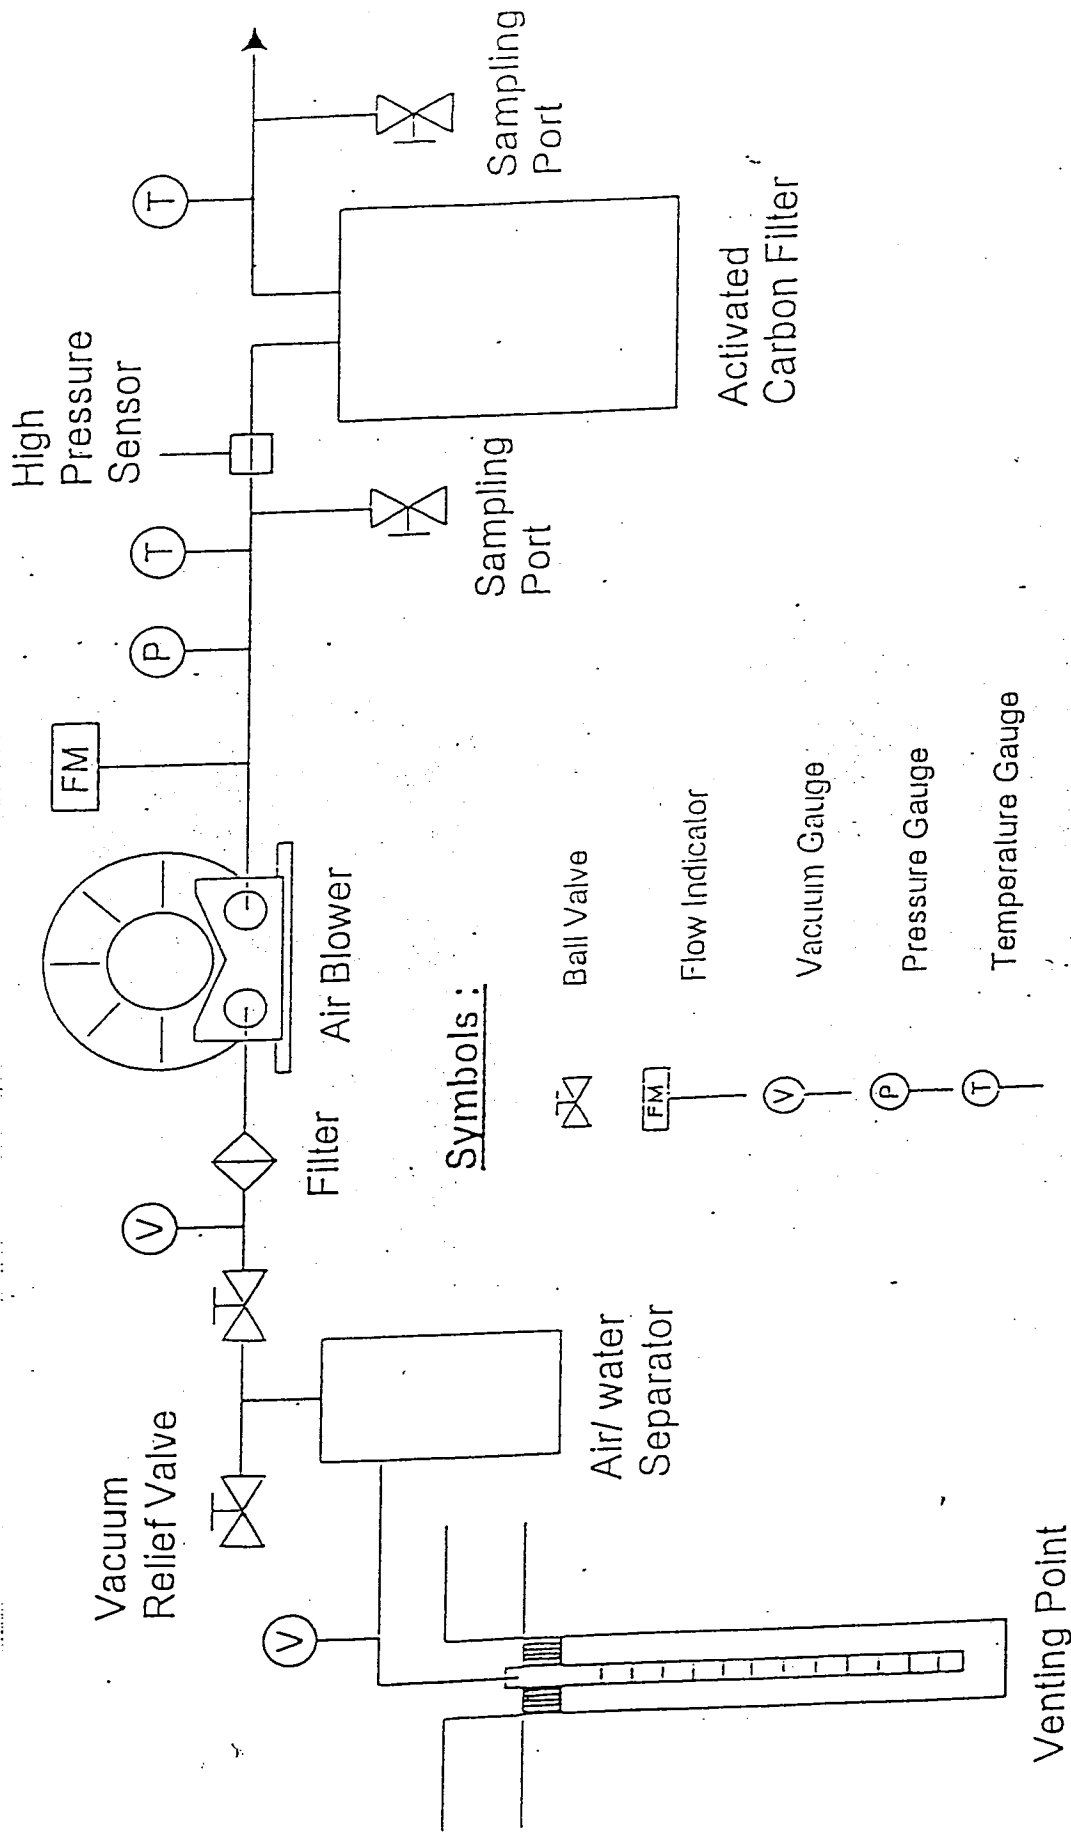 Vacuum
Relief Valve
V
V
Air/water
Separator
Venting Point
Filter
Air Blower
FM
P
T
High
Pressure
Sensor
Sampling
Port
Activated
Carbon Filter
T
Sampling
Port
Symbols :
Ball Valve
FM
Flow Indicator
V
Vacuum Gauge
P
Pressure Gauge
T
Temperature Gauge